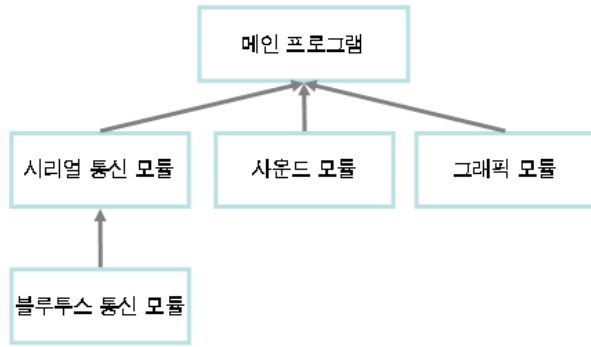 메인 프로그램
시리얼 통신 모듈
사운드 모듈
그래픽 모듈
블루투스 통신 모듈